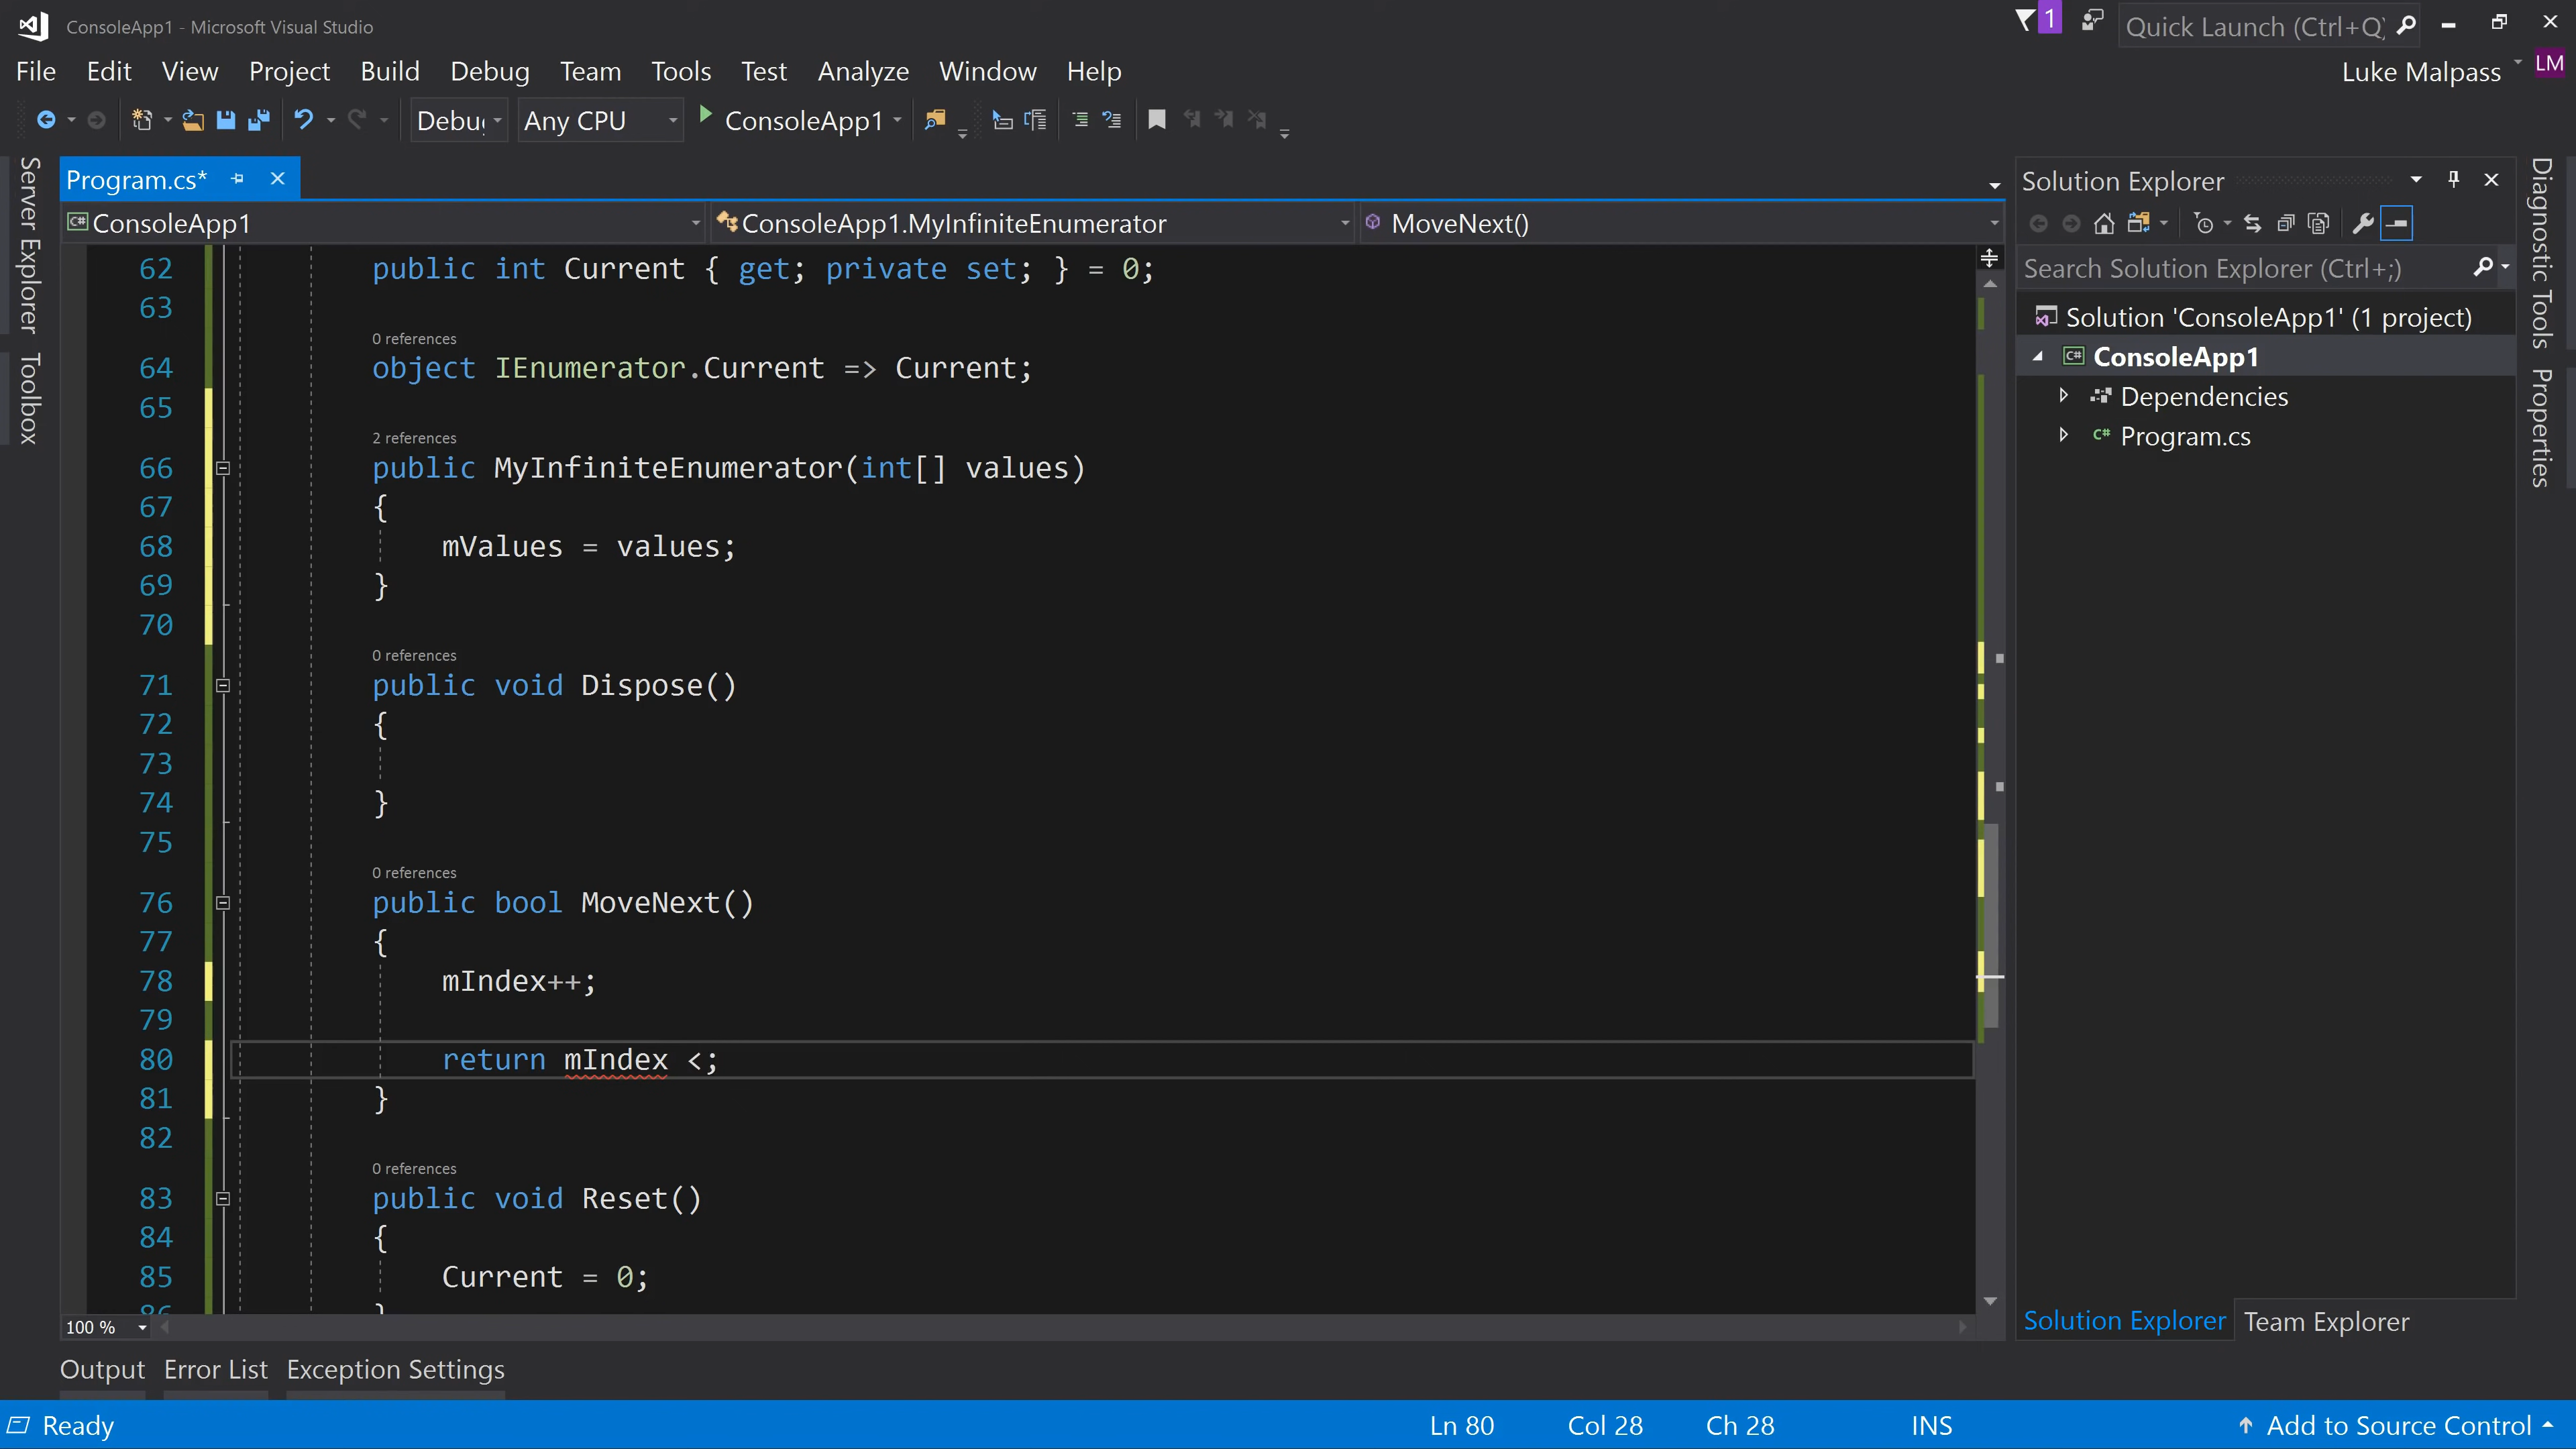 ConsoleApp1 - Microsoft Visual Studio
1
Quick Launch (Ctrl+Q)
File Edit View Project Build Debug Team Tools Test Analyze Window Help
Luke Malpass LM
Any CPU ConsoleApp1
Server Explorer
Toolbox
Program.cs*
ConsoleApp1
ConsoleApp1.MyInfiniteEnumerator
MoveNext()
62 public int Current { get; private set; } = 0;
63
0 references
64 object IEnumerator.Current => Current;
65
2 references
66 public MyInfiniteEnumerator(int[] values)
67 {
68 mValues = values;
69 }
70
0 references
71 public void Dispose()
72 {
73
74 }
75
0 references
76 public bool MoveNext()
77 {
78 mIndex++;
79
80 return mIndex <;
81 }
82
0 references
83 public void Reset()
84 {
85 Current = 0;
86 }
100 %
Solution Explorer
Search Solution Explorer (Ctrl+;)
Solution 'ConsoleApp1' (1 project)
C# ConsoleApp1
Dependencies
C# Program.cs
Solution Explorer Team Explorer
Diagnostic Tools
Properties
Output Error List Exception Settings
Ready Ln 80 Col 28 Ch 28 INS Add to Source Control